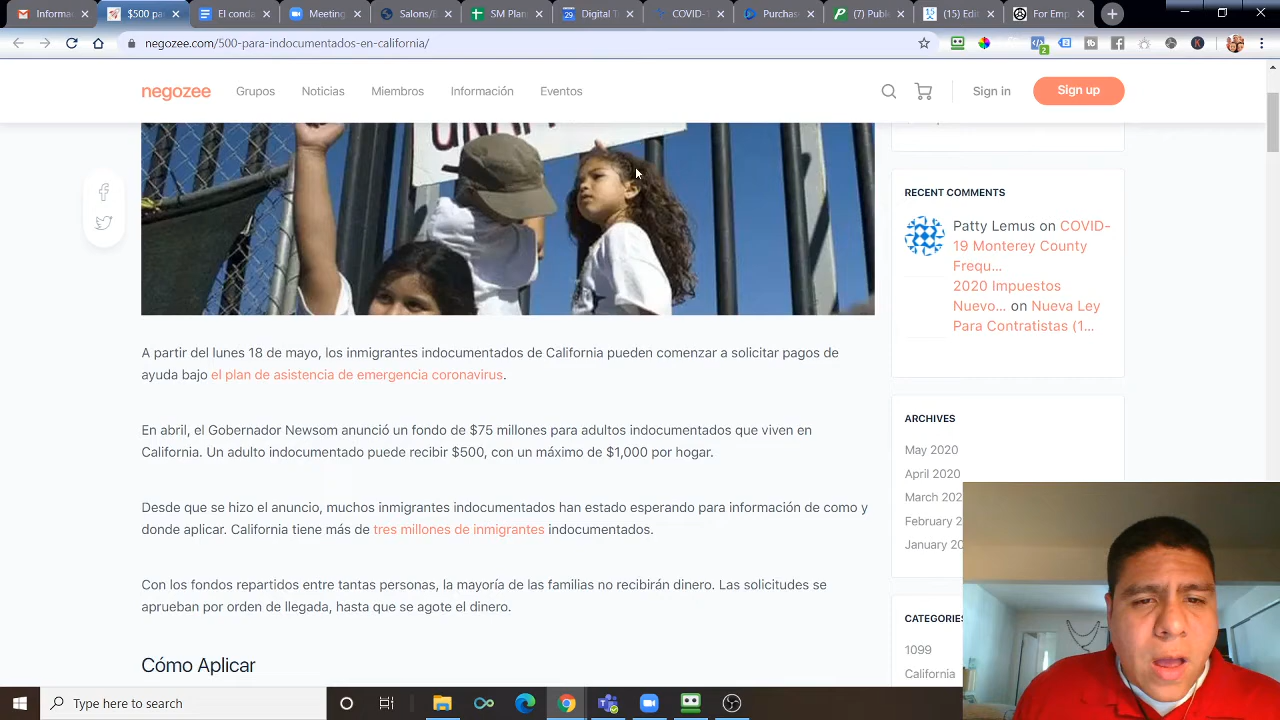 Informac
$500 pa
El conda
Meeting
Salons/B
SM Plan
Digital T
COVID-1
Purchas
(7) Publ
(15) Edit
For Emp
negozee.com/500-para-indocumentados-en-california/
negozee
Grupos
Noticias
Miembros
Información
Eventos
Sign in
Sign up
RECENT COMMENTS
Patty Lemus on COVID-
19 Monterey County
Frequ...
2020 Impuestos
Nuevo... on Nueva Ley
Para Contratistas (1...
A partir del lunes 18 de mayo, los inmigrantes indocumentados de California pueden comenzar a solicitar pagos de
ayuda bajo el plan de asistencia de emergencia coronavirus.
En abril, el Gobernador Newsom anunció un fondo de $75 millones para adultos indocumentados que viven en
California. Un adulto indocumentado puede recibir $500, con un máximo de $1,000 por hogar.
Desde que se hizo el anuncio, muchos inmigrantes indocumentados han estado esperando para información de como y
donde aplicar. California tiene más de tres millones de inmigrantes indocumentados.
Con los fondos repartidos entre tantas personas, la mayoría de las familias no recibirán dinero. Las solicitudes se
aprueban por orden de llegada, hasta que se agote el dinero.
Cómo Aplicar
ARCHIVES
May 2020
April 2020
March 202
February 2
January 20
CATEGORIES
1099
California
Type here to search